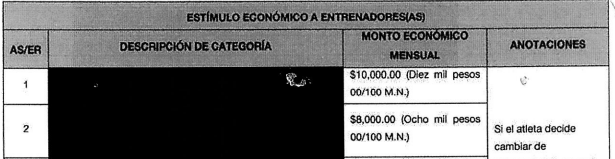 ESTÍMULO ECONÓMICO A ENTRENADORES(AS)
AS/ER
DESCRIPCIÓN DE CATEGORÍA
MONTO ECONÓMICO
MENSUAL
ANOTACIONES
1
$10,000.00 (Diez mil pesos
00/100 M.N.)
2
$8,000.00 (Ocho mil pesos
00/100 M.N.)
Si el atleta decide
cambiar de